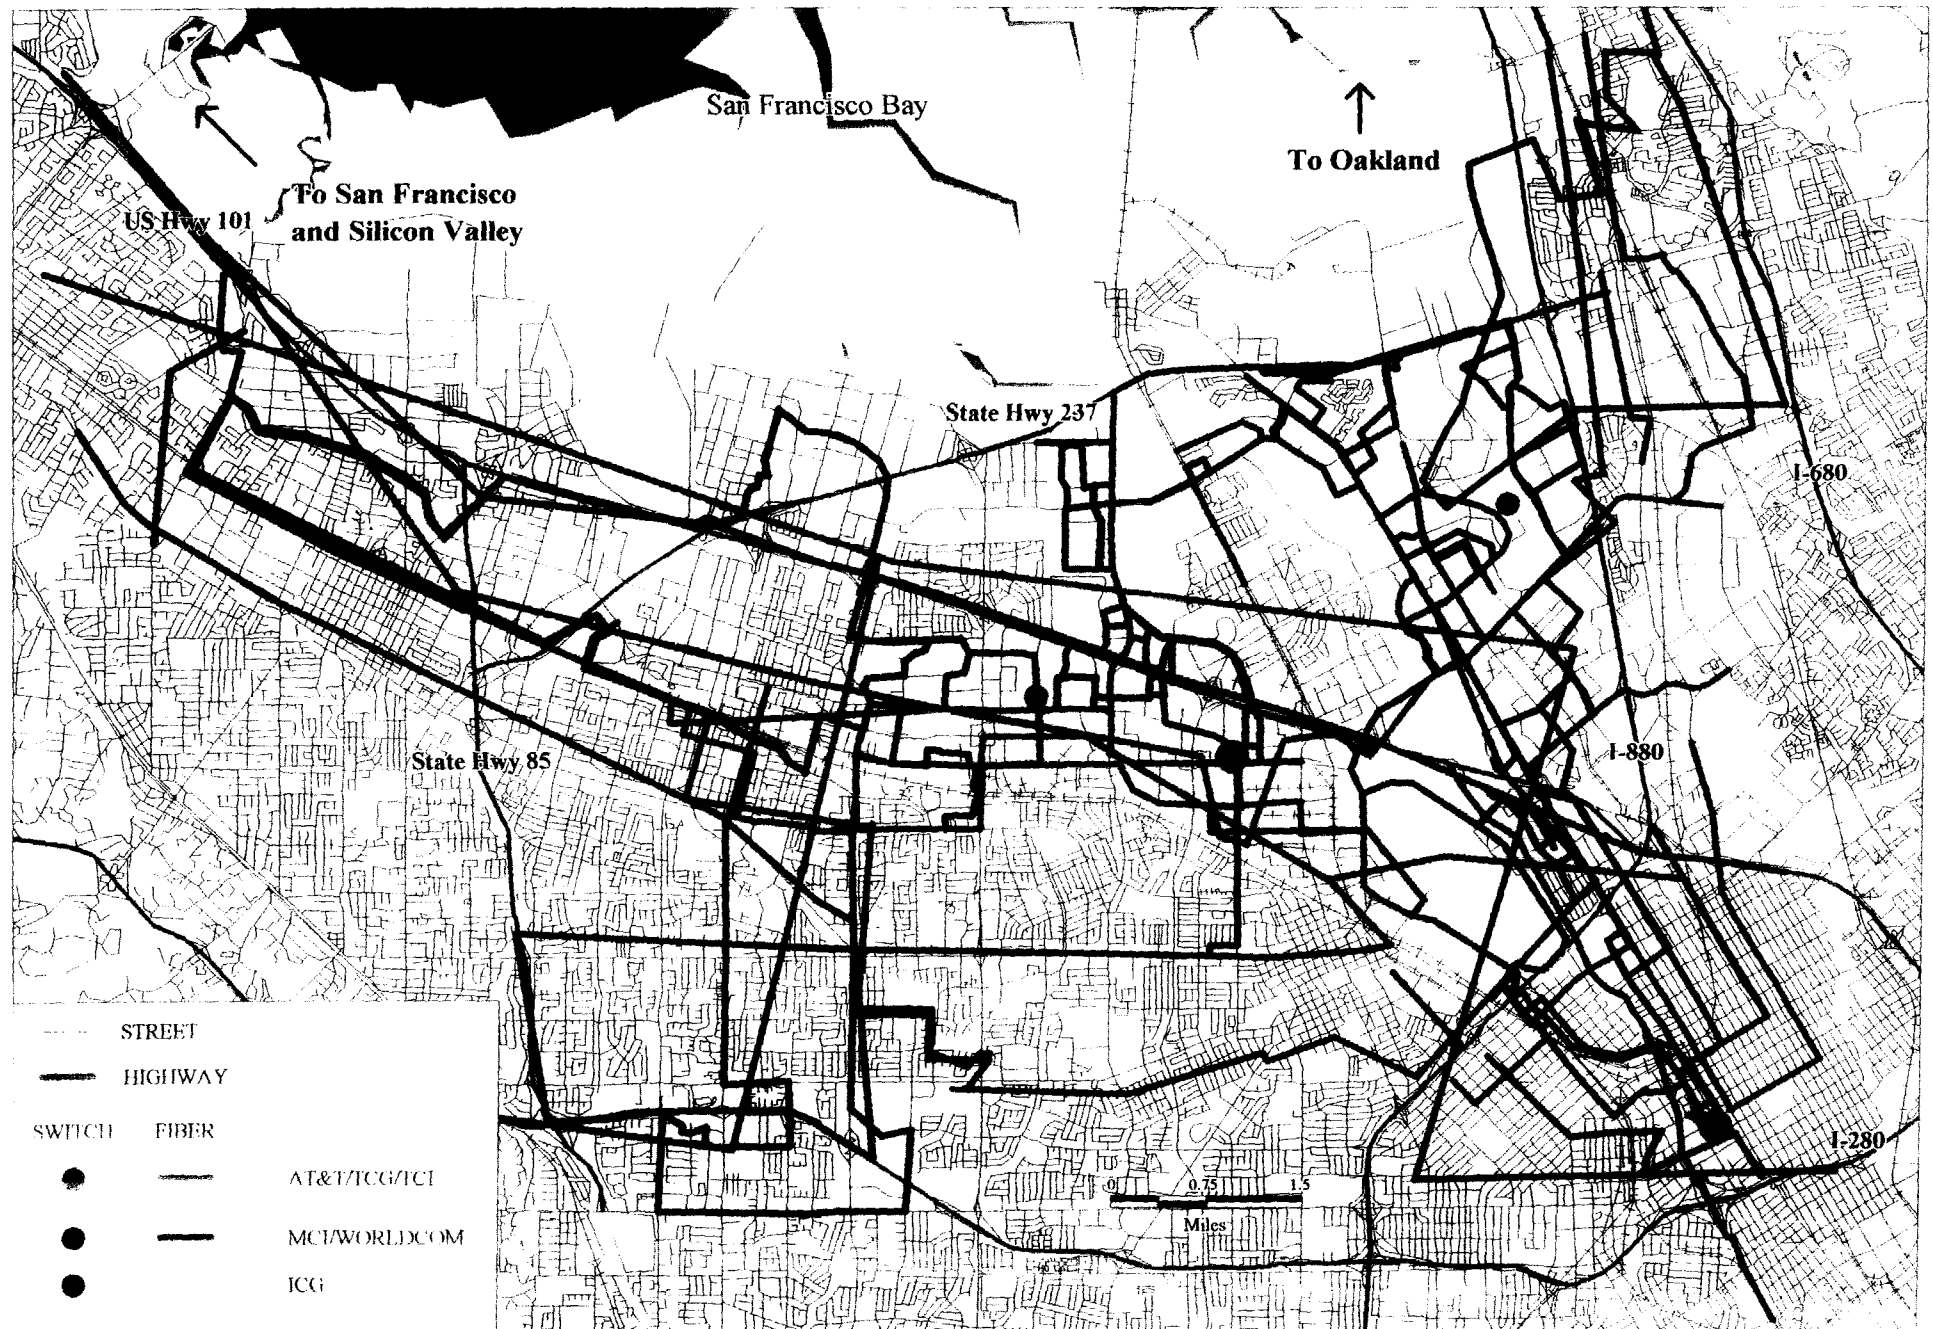 San Francisco Bay
To Oakland
To San Francisco
and Silicon Valley
US Hwy 101
State Hwy 237
I-680
State Hwy 85
I-880
I-280
0 0.75 1.5
Miles
STREET
HIGHWAY
SWITCH FIBER
AT&T/TCG/TCI
MCI/WORLDCOM
ICG